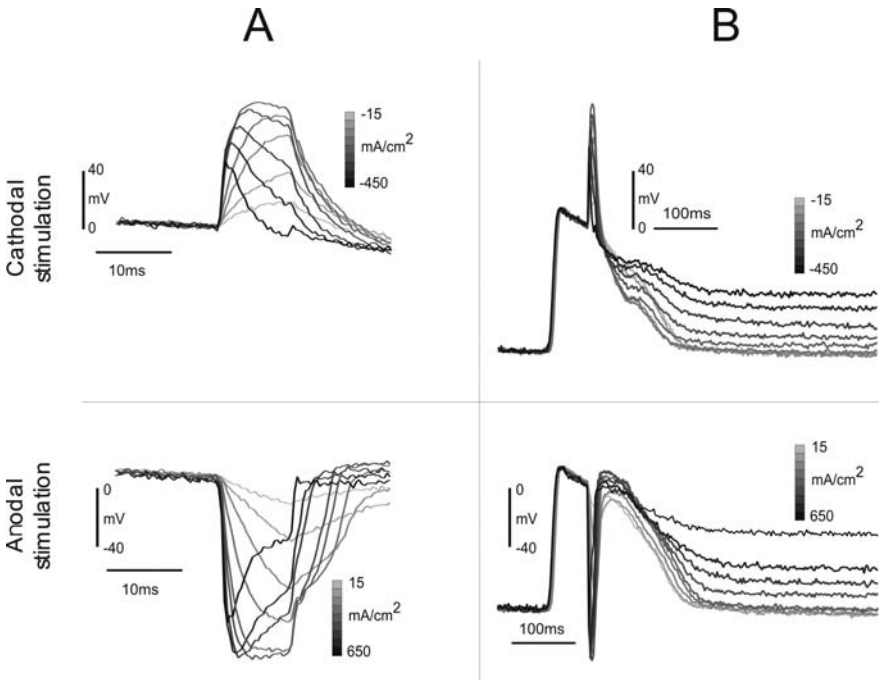 A
B
Cathodal
stimulation
40
mV
0
10ms
-15
mA/cm²
-450
40
mV
0
100ms
-15
mA/cm²
-450
Anodal
stimulation
0
mV
-40
10ms
15
mA/cm²
650
0
mV
-40
100ms
15
mA/cm²
650